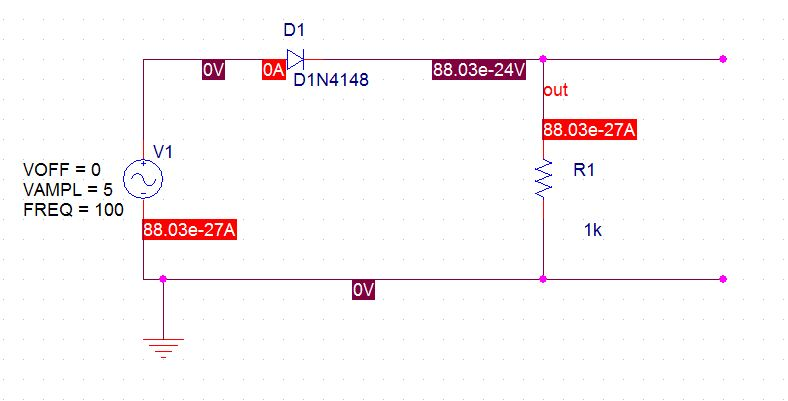 D1
0V
0A
88.03e-24V
D1N4148
out
88.03e-27A
V1
VOFF = 0
VAMPL = 5
FREQ = 100
R1
88.03e-27A
1k
0V